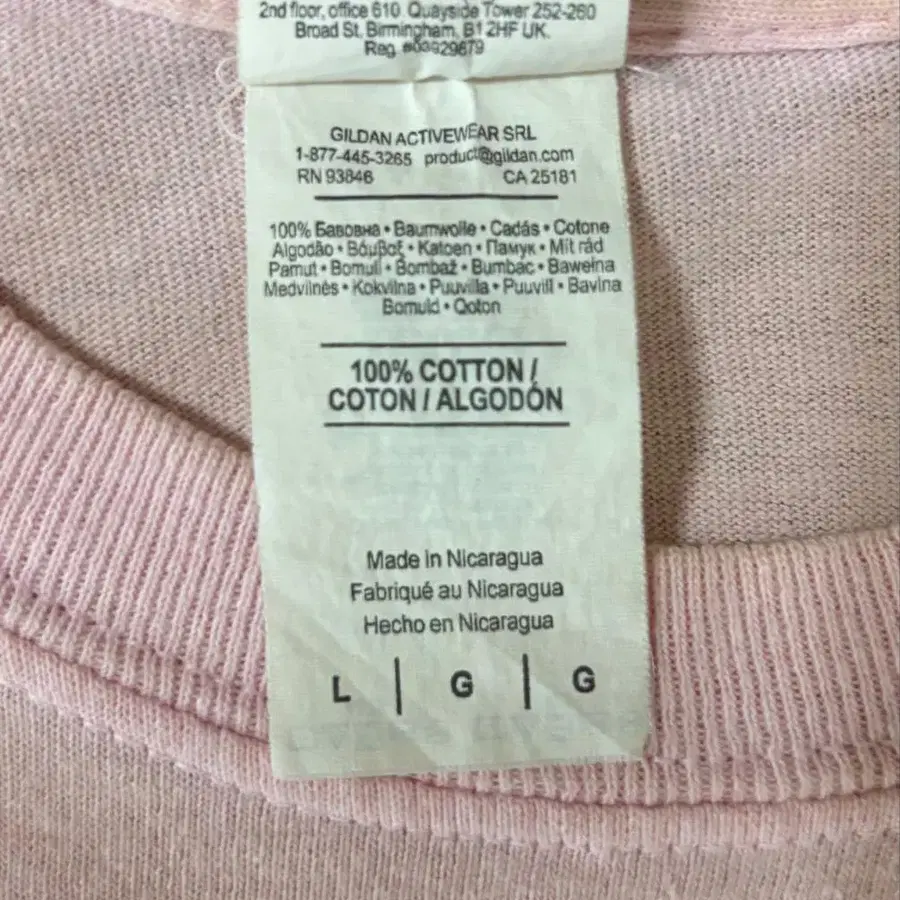 2nd floor, office 610 Quayside Tower 252-260
Broad St. Birmingham, B1 2HF UK.
Reg. #03929679
GILDAN ACTIVEWEAR SRL
1-877-445-3265 product@gildan.com
RN 93846 CA 25181
100% Бавовна • Baumwolle • Cadás • Cotone
Algodão • Βάμβαξ • Katoen • Памук • Mit rád
Pamut • Bomull • Bombaž • Bumbac • Bawełna
Medvilnės • Kokvilna • Puuvilla • Puuvill • Bavlna
Bomuld • Qoton
100% COTTON /
COTON / ALGODÓN
Made in Nicaragua
Fabriqué au Nicaragua
Hecho en Nicaragua
L | G | G